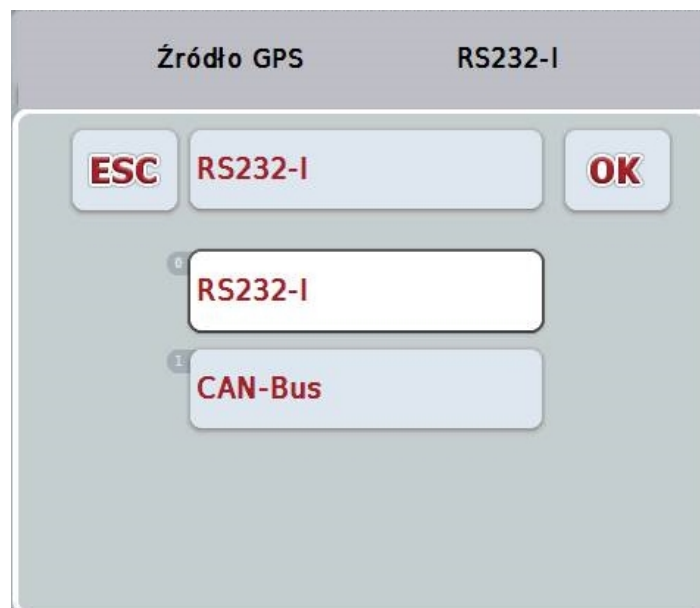 Źródło GPS RS232-I
ESC RS232-I OK
0
RS232-I
1
CAN-Bus